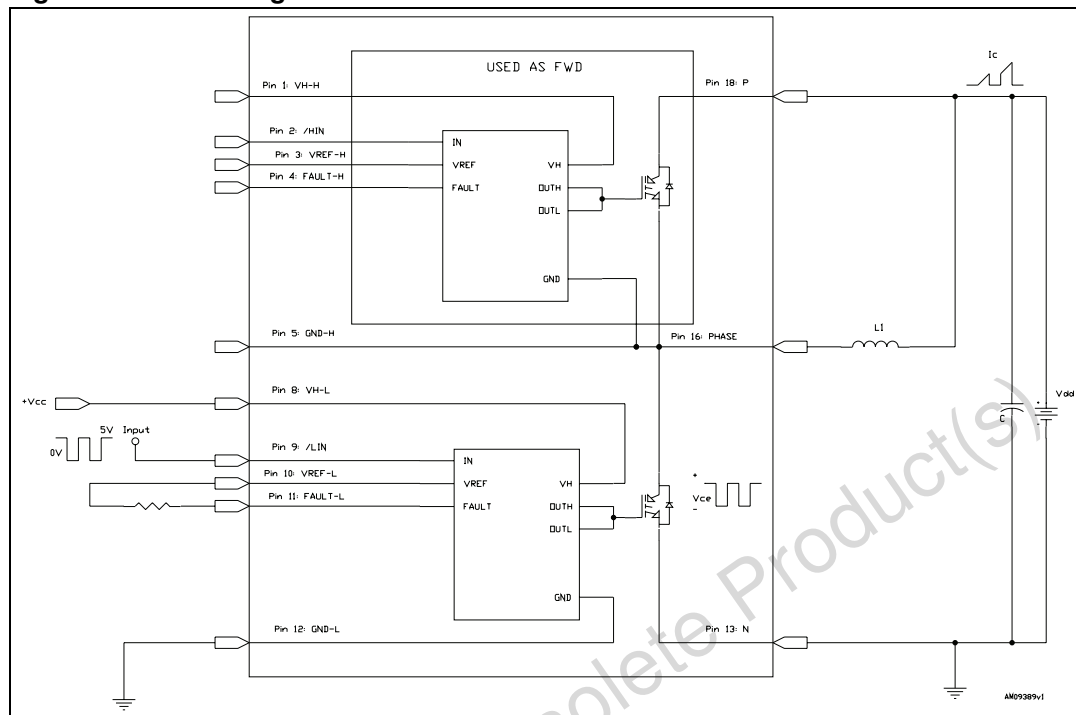 USED AS FWD
Ic
Pin 1: VH-H
Pin 18: P
Pin 2: /HIN
IN
Pin 3: VREF-H
VREF
VH
Pin 4: FAULT-H
FAULT
OUTH
OUTL
GND
Pin 5: GND-H
Pin 16: PHASE
L1
Pin 8: VH-L
+Vcc
Vdd
+
-
C
5V Input
0V
Pin 9: /LIN
IN
Pin 10: VREF-L
VREF
VH
+
Vce
-
Pin 11: FAULT-L
FAULT
OUTH
OUTL
GND
Pin 12: GND-L
Pin 13: N
AM09389v1
olete Product(s)